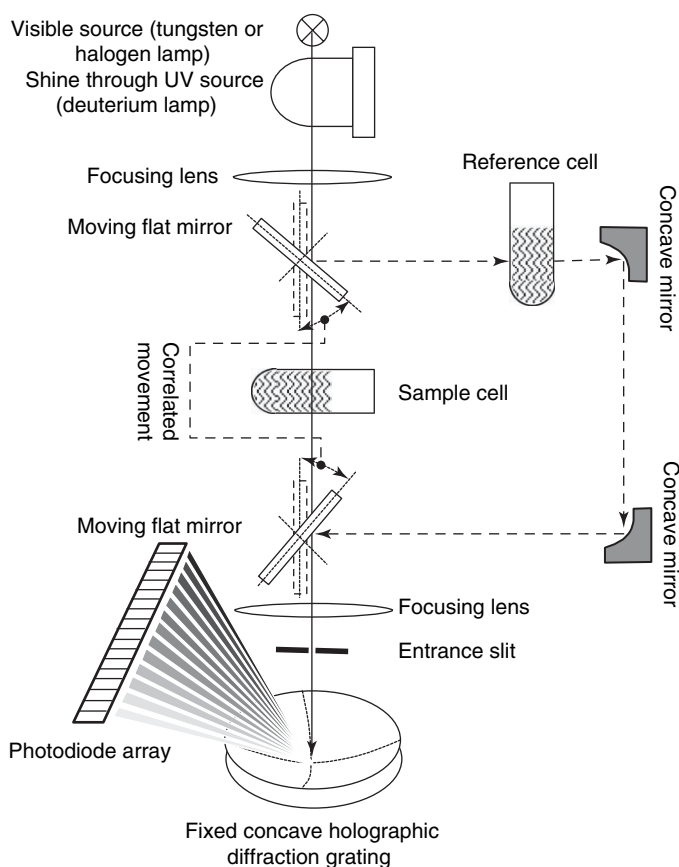 Visible source (tungsten or
halogen lamp)
Shine through UV source
(deuterium lamp)
Focusing lens
Reference cell
Concave
mirror
Moving flat mirror
Correlated
movement
Sample cell
Moving flat mirror
Concave
mirror
Focusing lens
Entrance slit
Photodiode array
Fixed concave holographic
diffraction grating